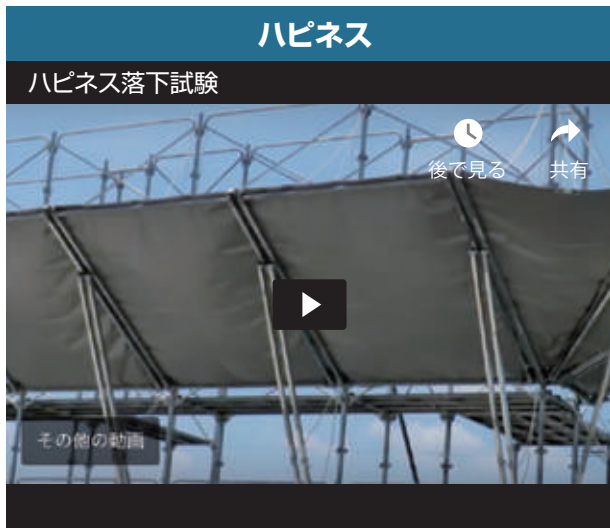 ハピネス
ハピネス落下試験
後で見る
共有
その他の動画